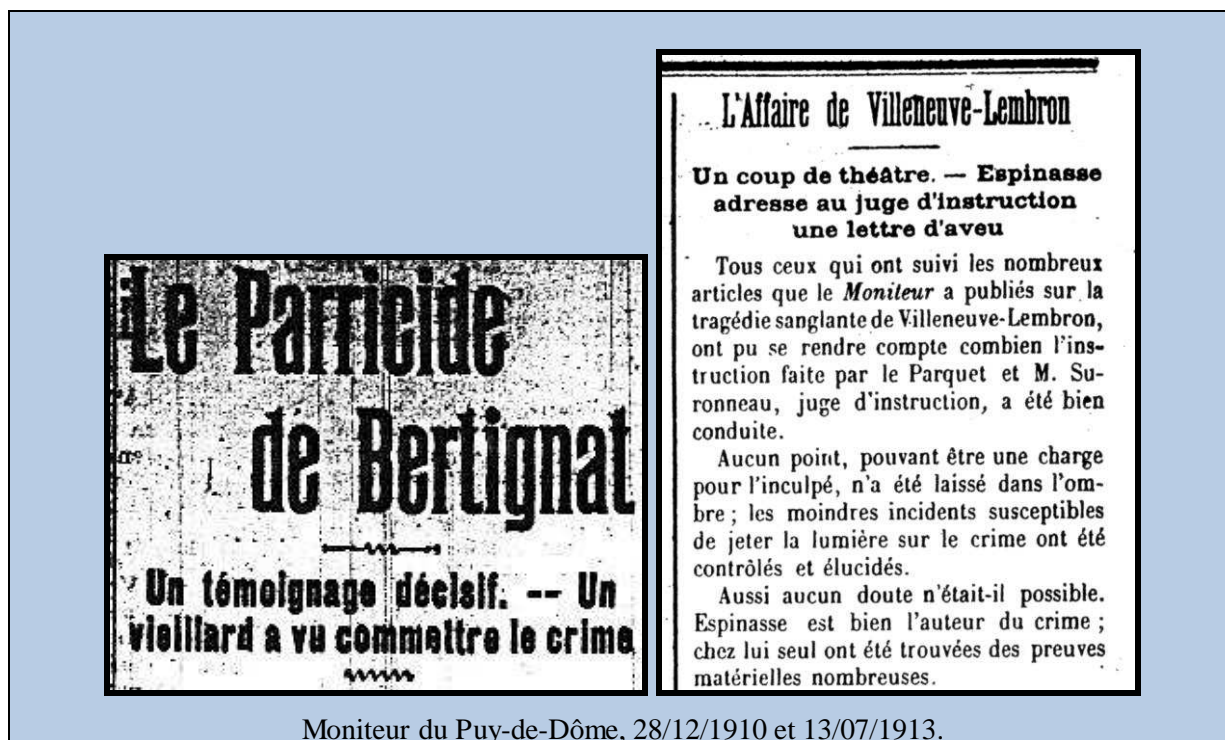 Le Parricide
de Bertignat
Un témoignage décisif. -- Un
vieillard a vu commettre le crime
L'Affaire de Villeneuve-Lembron
Un coup de théâtre. — Espinasse
adresse au juge d'instruction
une lettre d'aveu
Tous ceux qui ont suivi les nombreux
articles que le Moniteur a publiés sur la
tragédie sanglante de Villeneuve-Lembron,
ont pu se rendre compte combien l'ins-
truction faite par le Parquet et M. Su-
ronneau, juge d'instruction, a été bien
conduite.
Aucun point, pouvant être une charge
pour l'inculpé, n'a été laissé dans l'om-
bre ; les moindres incidents susceptibles
de jeter la lumière sur le crime ont été
contrôlés et élucidés.
Aussi aucun doute n'était-il possible.
Espinasse est bien l'auteur du crime ;
chez lui seul ont été trouvées des preuves
matérielles nombreuses.
Moniteur du Puy-de-Dôme, 28/12/1910 et 13/07/1913.